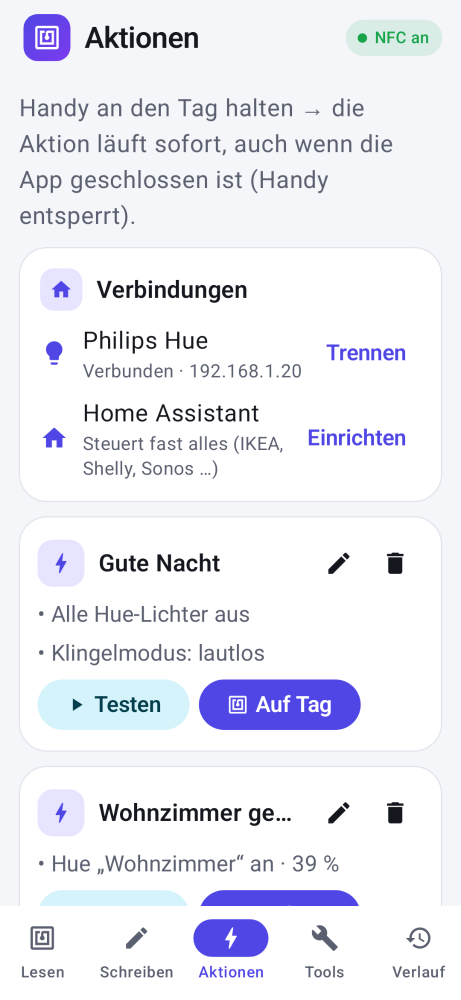 Aktionen
NFC an
Handy an den Tag halten → die
Aktion läuft sofort, auch wenn die
App geschlossen ist (Handy
entsperrt).
Verbindungen
Philips Hue
Verbunden · 192.168.1.20
Trennen
Home Assistant
Steuert fast alles (IKEA,
Shelly, Sonos …)
Einrichten
Gute Nacht
• Alle Hue-Lichter aus
• Klingelmodus: lautlos
Testen
Auf Tag
Wohnzimmer ge…
• Hue „Wohnzimmer“ an · 39 %
Lesen
Schreiben
Aktionen
Tools
Verlauf